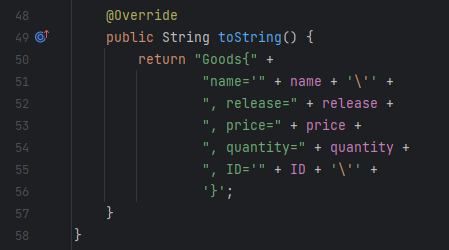 48 @Override
49 public String toString() {
50 return "Goods{" +
51 "name='" + name + '\'' +
52 ", release=" + release +
53 ", price=" + price +
54 ", quantity=" + quantity +
55 ", ID='" + ID + '\'' +
56 '}';
57 }
58 }